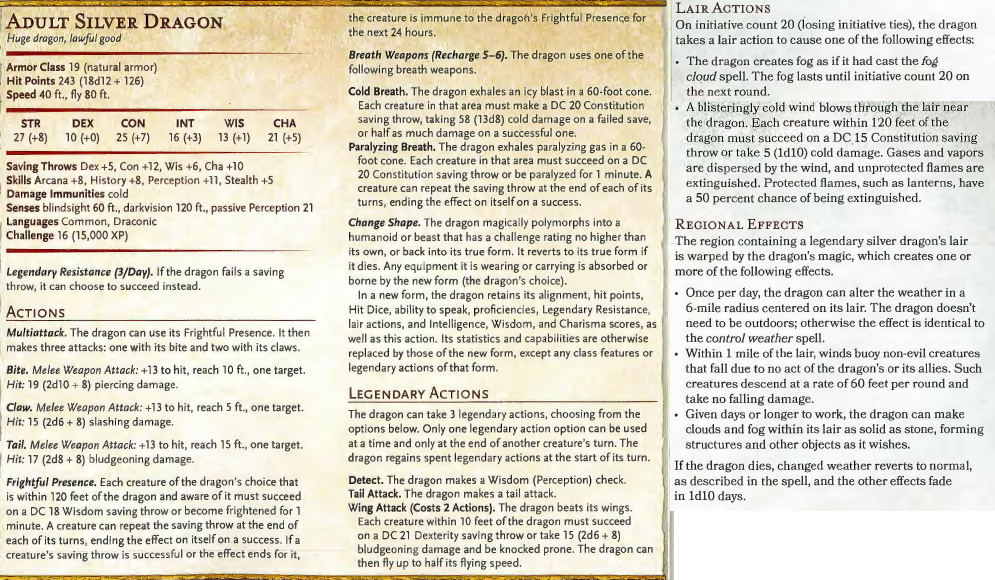 ADULT SILVER DRAGON
Huge dragon, lawful good
Armor Class 19 (natural armor)
Hit Points 243 (18d12 + 126)
Speed 40 ft., fly 80 ft.
STR DEX CON INT WIS CHA
27 (+8) 10 (+0) 25 (+7) 16 (+3) 13 (+1) 21 (+5)
Saving Throws Dex +5, Con +12, Wis +6, Cha +10
Skills Arcana +8, History +8, Perception +11, Stealth +5
Damage Immunities cold
Senses blindsight 60 ft., darkvision 120 ft., passive Perception 21
Languages Common, Draconic
Challenge 16 (15,000 XP)
Legendary Resistance (3/Day). If the dragon fails a saving
throw, it can choose to succeed instead.
ACTIONS
Multiattack. The dragon can use its Frightful Presence. It then
makes three attacks: one with its bite and two with its claws.
Bite. Melee Weapon Attack: +13 to hit, reach 10 ft., one target.
Hit: 19 (2d10 + 8) piercing damage.
Claw. Melee Weapon Attack: +13 to hit, reach 5 ft., one target.
Hit: 15 (2d6 + 8) slashing damage.
Tail. Melee Weapon Attack: +13 to hit, reach 15 ft., one target.
Hit: 17 (2d8 + 8) bludgeoning damage.
Frightful Presence. Each creature of the dragon's choice that
is within 120 feet of the dragon and aware of it must succeed
on a DC 18 Wisdom saving throw or become frightened for 1
minute. A creature can repeat the saving throw at the end of
each of its turns, ending the effect on itself on a success. If a
creature's saving throw is successful or the effect ends for it,
the creature is immune to the dragon's Frightful Presence for
the next 24 hours.
Breath Weapons (Recharge 5–6). The dragon uses one of the
following breath weapons.
Cold Breath. The dragon exhales an icy blast in a 60-foot cone.
Each creature in that area must make a DC 20 Constitution
saving throw, taking 58 (13d8) cold damage on a failed save,
or half as much damage on a successful one.
Paralyzing Breath. The dragon exhales paralyzing gas in a 60-
foot cone. Each creature in that area must succeed on a DC
20 Constitution saving throw or be paralyzed for 1 minute. A
creature can repeat the saving throw at the end of each of its
turns, ending the effect on itself on a success.
Change Shape. The dragon magically polymorphs into a
humanoid or beast that has a challenge rating no higher than
its own, or back into its true form. It reverts to its true form if
it dies. Any equipment it is wearing or carrying is absorbed or
borne by the new form (the dragon's choice).
In a new form, the dragon retains its alignment, hit points,
Hit Dice, ability to speak, proficiencies, Legendary Resistance,
lair actions, and Intelligence, Wisdom, and Charisma scores, as
well as this action. Its statistics and capabilities are otherwise
replaced by those of the new form, except any class features or
legendary actions of that form.
LEGENDARY ACTIONS
The dragon can take 3 legendary actions, choosing from the
options below. Only one legendary action option can be used
at a time and only at the end of another creature's turn. The
dragon regains spent legendary actions at the start of its turn.
Detect. The dragon makes a Wisdom (Perception) check.
Tail Attack. The dragon makes a tail attack.
Wing Attack (Costs 2 Actions). The dragon beats its wings.
Each creature within 10 feet of the dragon must succeed
on a DC 21 Dexterity saving throw or take 15 (2d6 + 8)
bludgeoning damage and be knocked prone. The dragon can
then fly up to half its flying speed.
LAIR ACTIONS
On initiative count 20 (losing initiative ties), the dragon
takes a lair action to cause one of the following effects:
• The dragon creates fog as if it had cast the fog
cloud spell. The fog lasts until initiative count 20 on
the next round.
• A blisteringly cold wind blows through the lair near
the dragon. Each creature within 120 feet of the
dragon must succeed on a DC 15 Constitution saving
throw or take 5 (1d10) cold damage. Gases and vapors
are dispersed by the wind, and unprotected flames are
extinguished. Protected flames, such as lanterns, have
a 50 percent chance of being extinguished.
REGIONAL EFFECTS
The region containing a legendary silver dragon's lair
is warped by the dragon's magic, which creates one or
more of the following effects.
• Once per day, the dragon can alter the weather in a
6-mile radius centered on its lair. The dragon doesn't
need to be outdoors; otherwise the effect is identical to
the control weather spell.
• Within 1 mile of the lair, winds buoy non-evil creatures
that fall due to no act of the dragon's or its allies. Such
creatures descend at a rate of 60 feet per round and
take no falling damage.
• Given days or longer to work, the dragon can make
clouds and fog within its lair as solid as stone, forming
structures and other objects as it wishes.
If the dragon dies, changed weather reverts to normal,
as described in the spell, and the other effects fade
in 1d10 days.